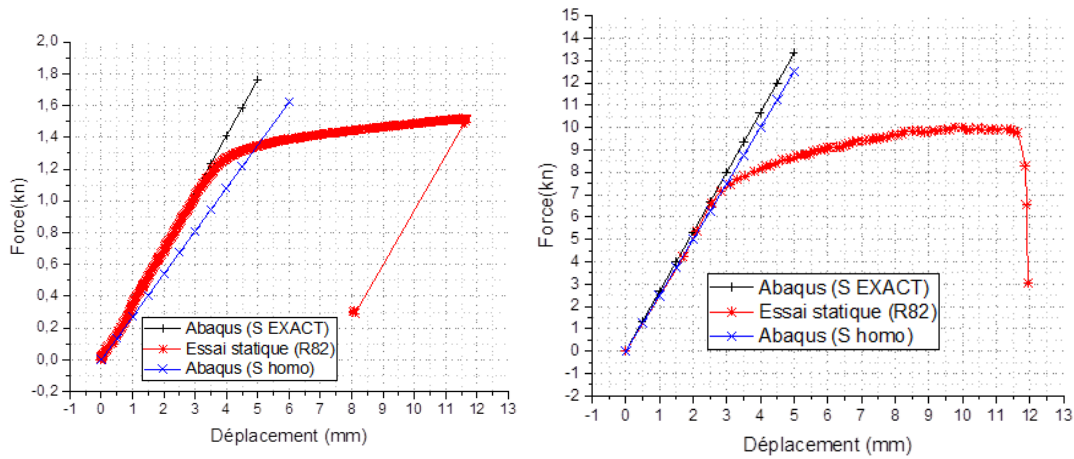 2,0
1,8
1,6
1,4
1,2
1,0
0,8
0,6
0,4
0,2
0,0
-0,2
Force(kn)
Abaqus (S EXACT)
Essai statique (R82)
Abaqus (S homo)
-1 0 1 2 3 4 5 6 7 8 9 10 11 12 13
Déplacement (mm)
15
14
13
12
11
10
9
8
7
6
5
4
3
2
1
0
-1
-2
Force(kn)
Abaqus (S EXACT)
Essai statique (R82)
Abaqus (S homo)
-1 0 1 2 3 4 5 6 7 8 9 10 11 12 13
Déplacement (mm)